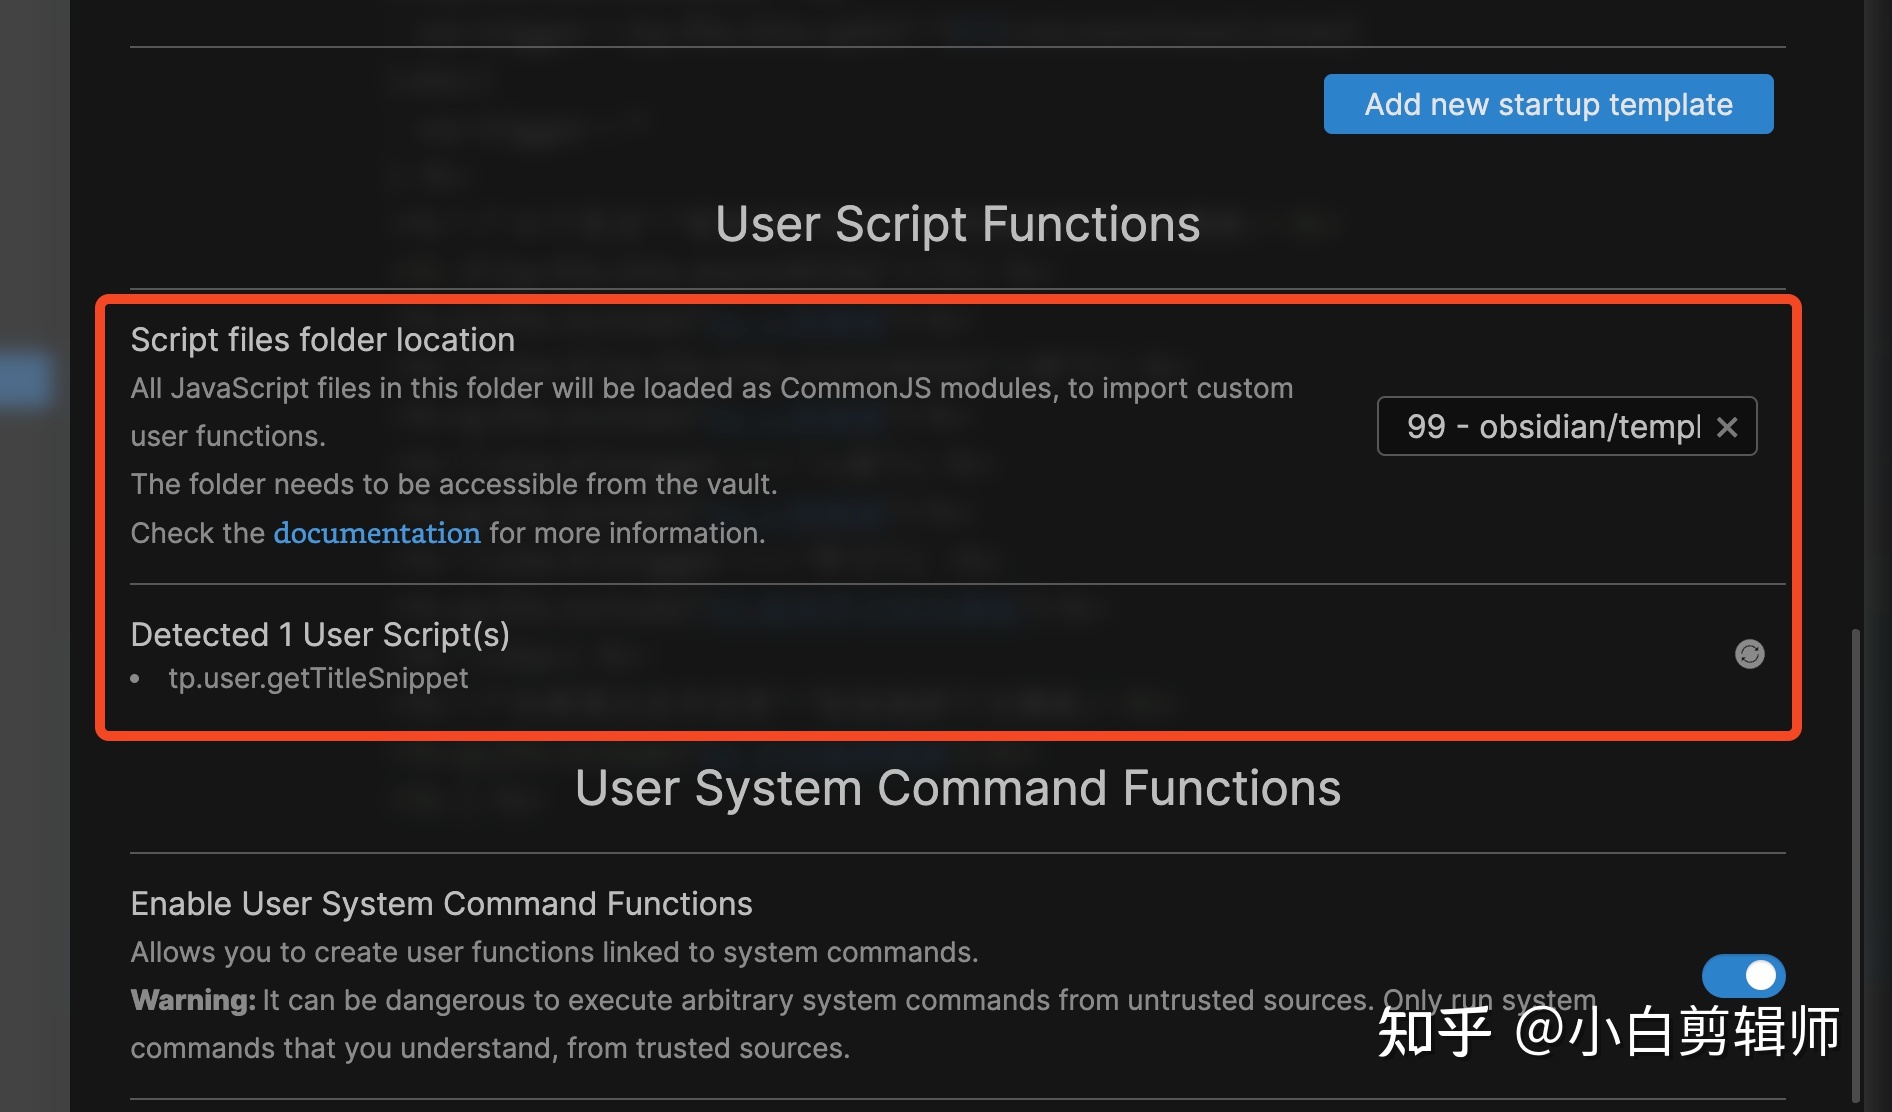 Add new startup template
User Script Functions
Script files folder location
All JavaScript files in this folder will be loaded as CommonJS modules, to import custom
user functions.
The folder needs to be accessible from the vault.
Check the documentation for more information.
99 - obsidian/templ
Detected 1 User Script(s)
• tp.user.getTitleSnippet
User System Command Functions
Enable User System Command Functions
Allows you to create user functions linked to system commands.
Warning: It can be dangerous to execute arbitrary system commands from untrusted sources. Only run system
commands that you understand, from trusted sources.
知乎 @小白剪辑师